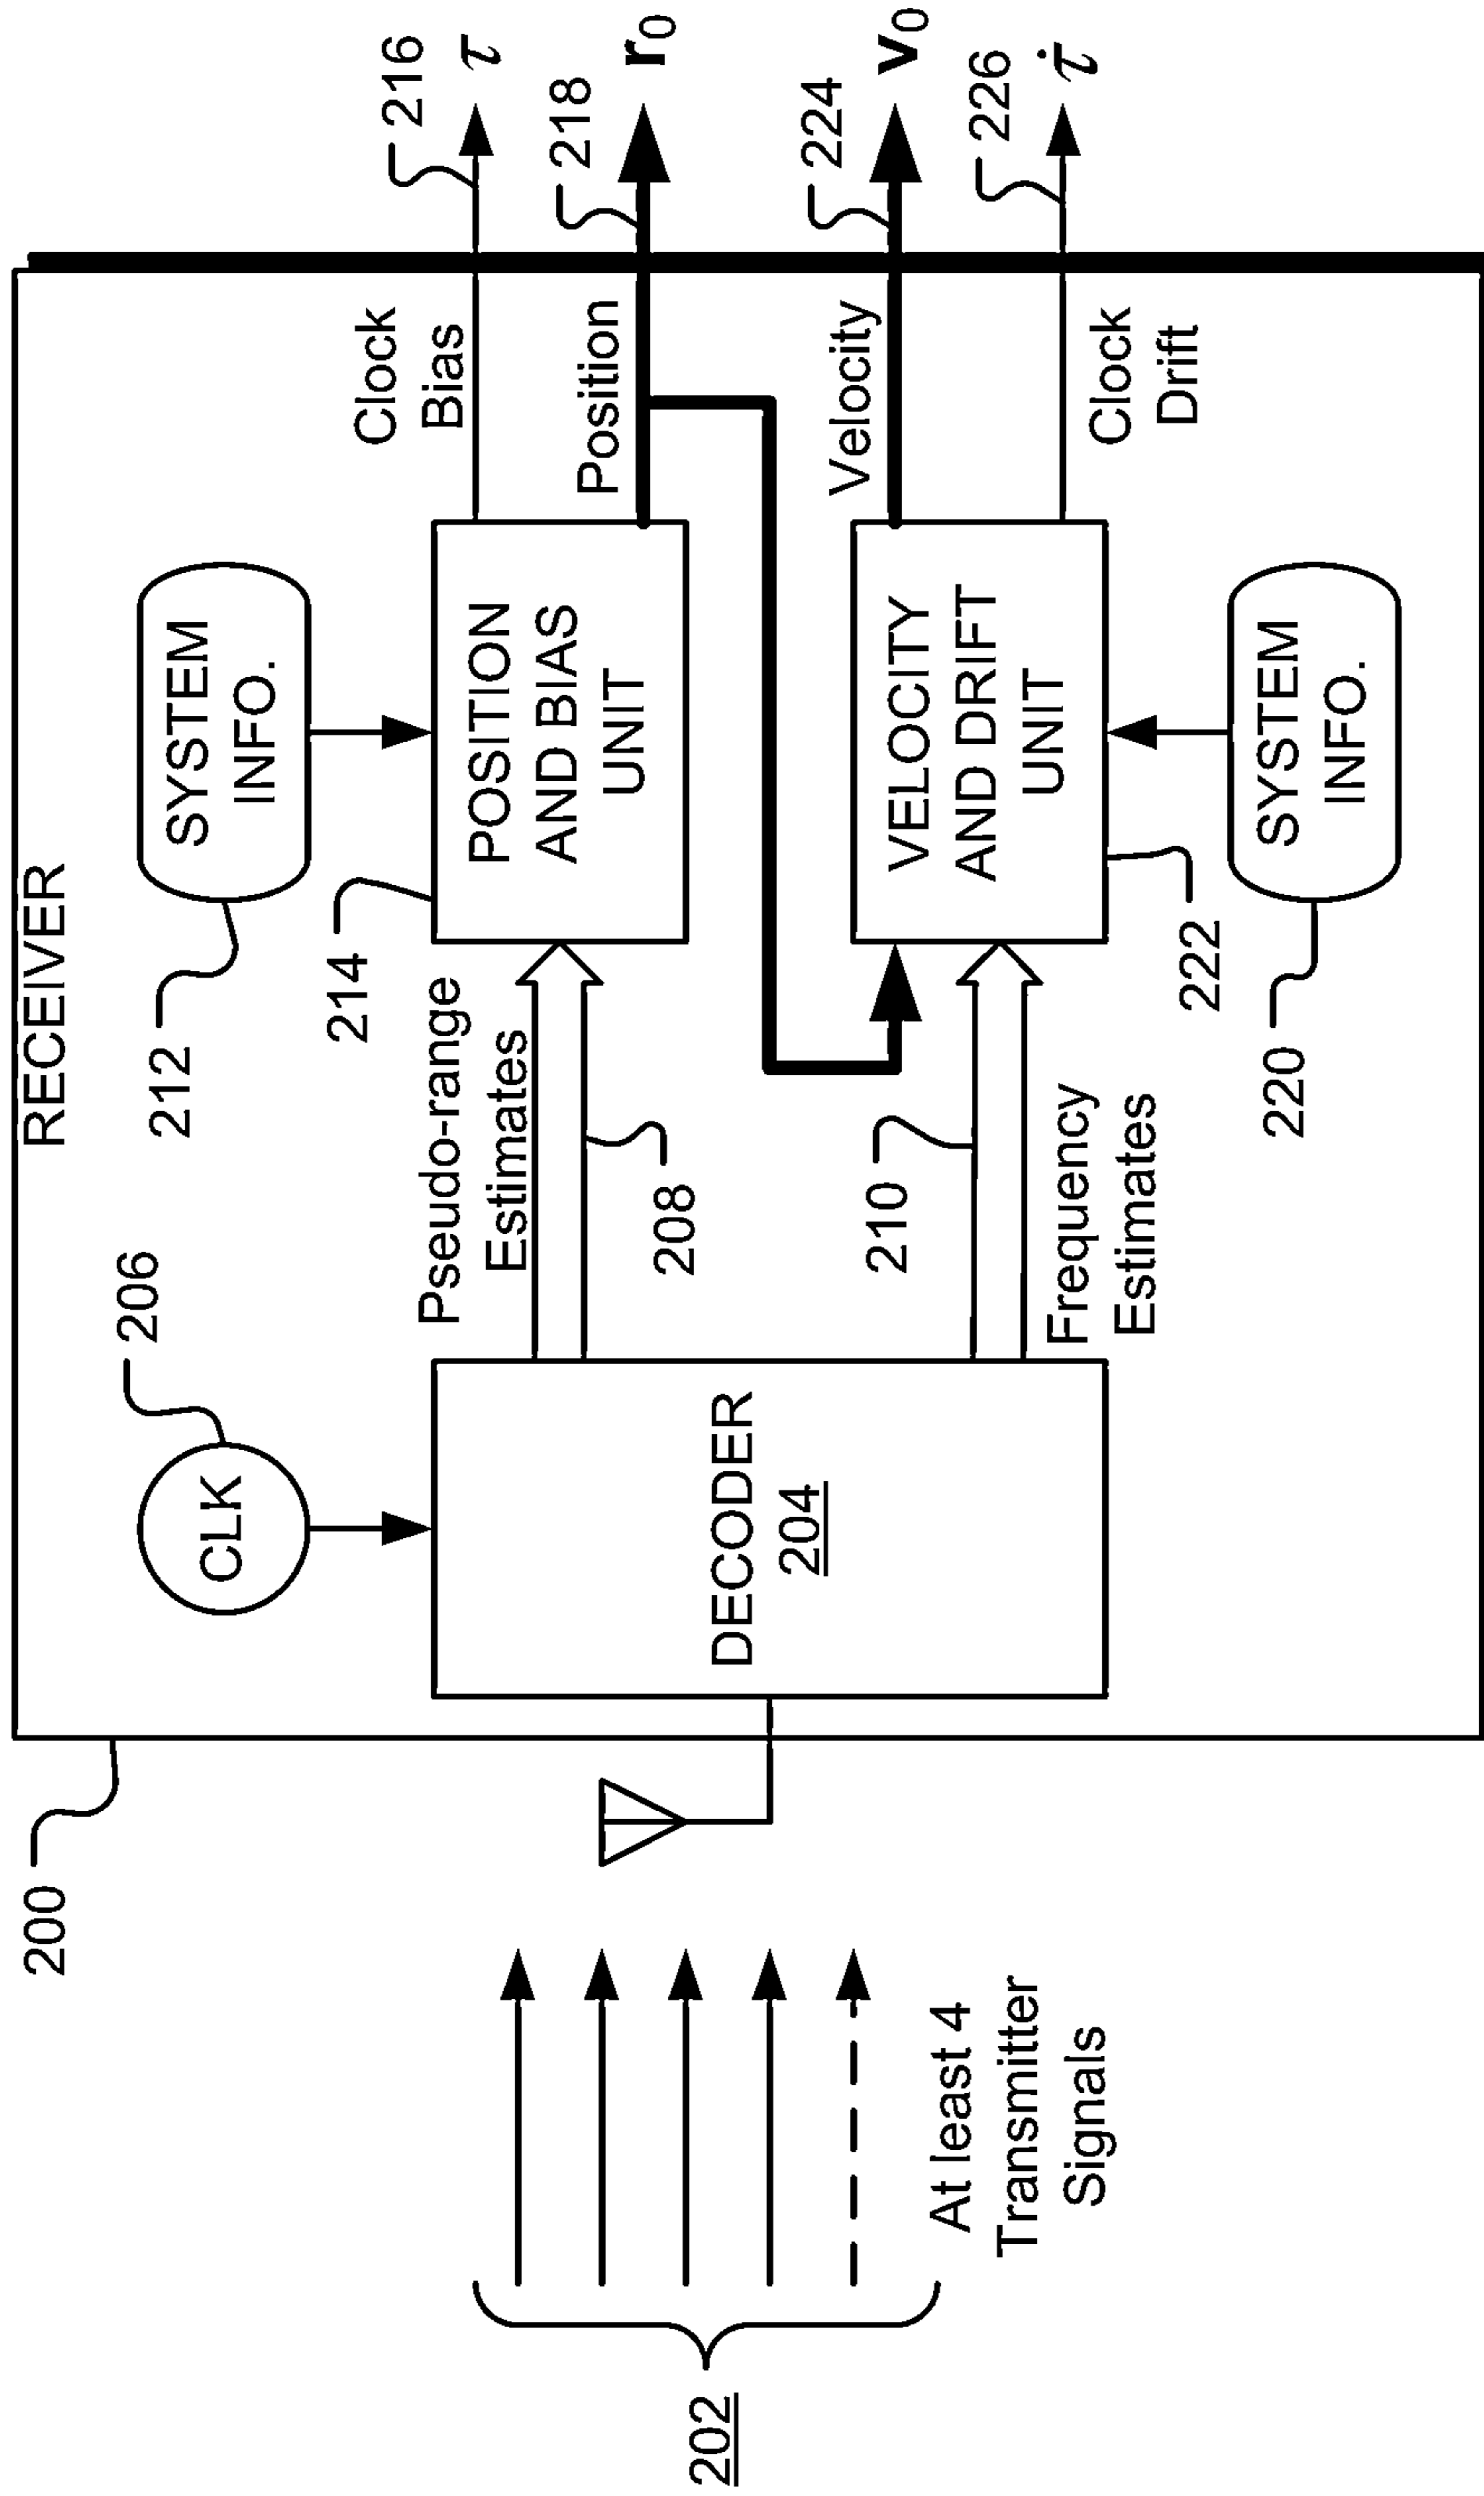 200
RECEIVER
206
CLK
212
SYSTEM
INFO.
214
Clock
Bias
216
τ
Pseudo-range
Estimates
208
POSITION
AND BIAS
UNIT
Position
218
r0
202
DECODER
204
At least 4
Transmitter
Signals
210
Frequency
Estimates
VELOCITY
AND DRIFT
UNIT
222
Velocity
224
v0
Clock
Drift
226
τ̇
220
SYSTEM
INFO.